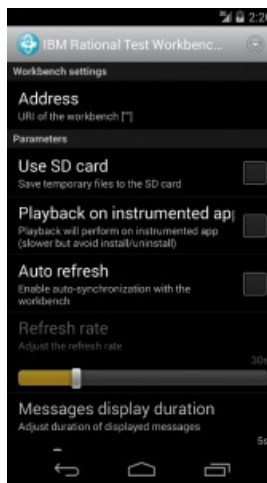 2:20
IBM Rational Test Workbenc...
Workbench settings
Address
URI of the workbench [""]
Parameters
Use SD card
Save temporary files to the SD card
Playback on instrumented app
Playback will perform on instrumented app
(slower but avoid install/uninstall)
Auto refresh
Enable auto-synchronization with the
workbench
Refresh rate
Adjust the refresh rate
30s
Messages display duration
Adjust duration of displayed messages
5s